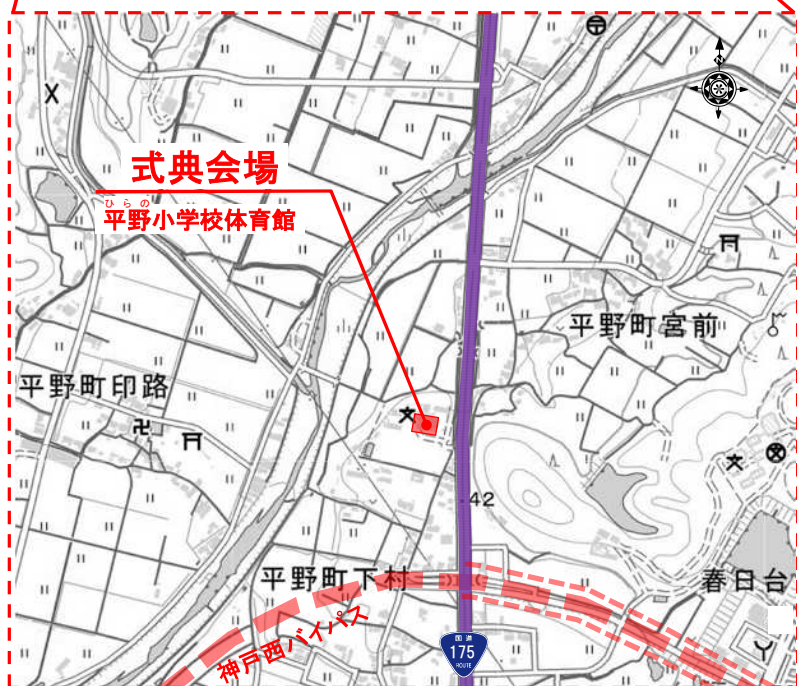 N
式典会場
ひらの
平野小学校体育館
平野町宮前
平野町印路
文
文
42
平野町下村
春日台
神戸西バイパス
国道
175
ROUTE